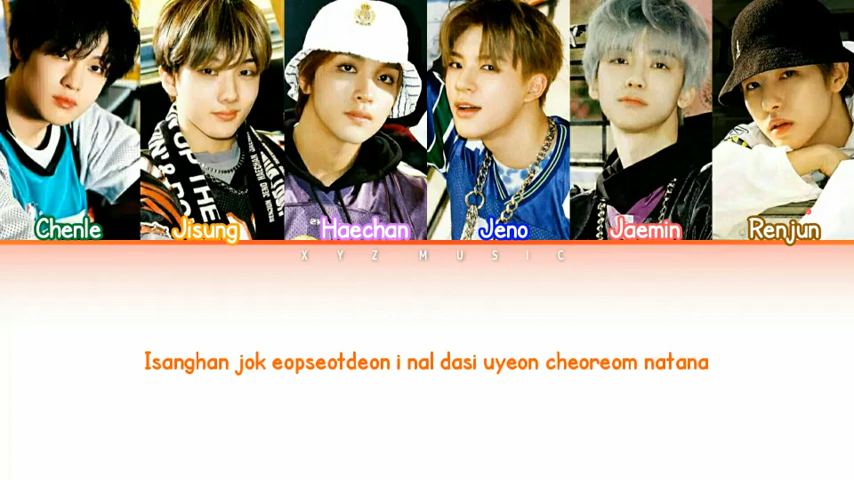 Chenle Jisung Haechan Jeno Jaemin Renjun
X Y Z M U S I C
Isanghan jok eopseotdeon i nal dasi uyeon cheoreom natana